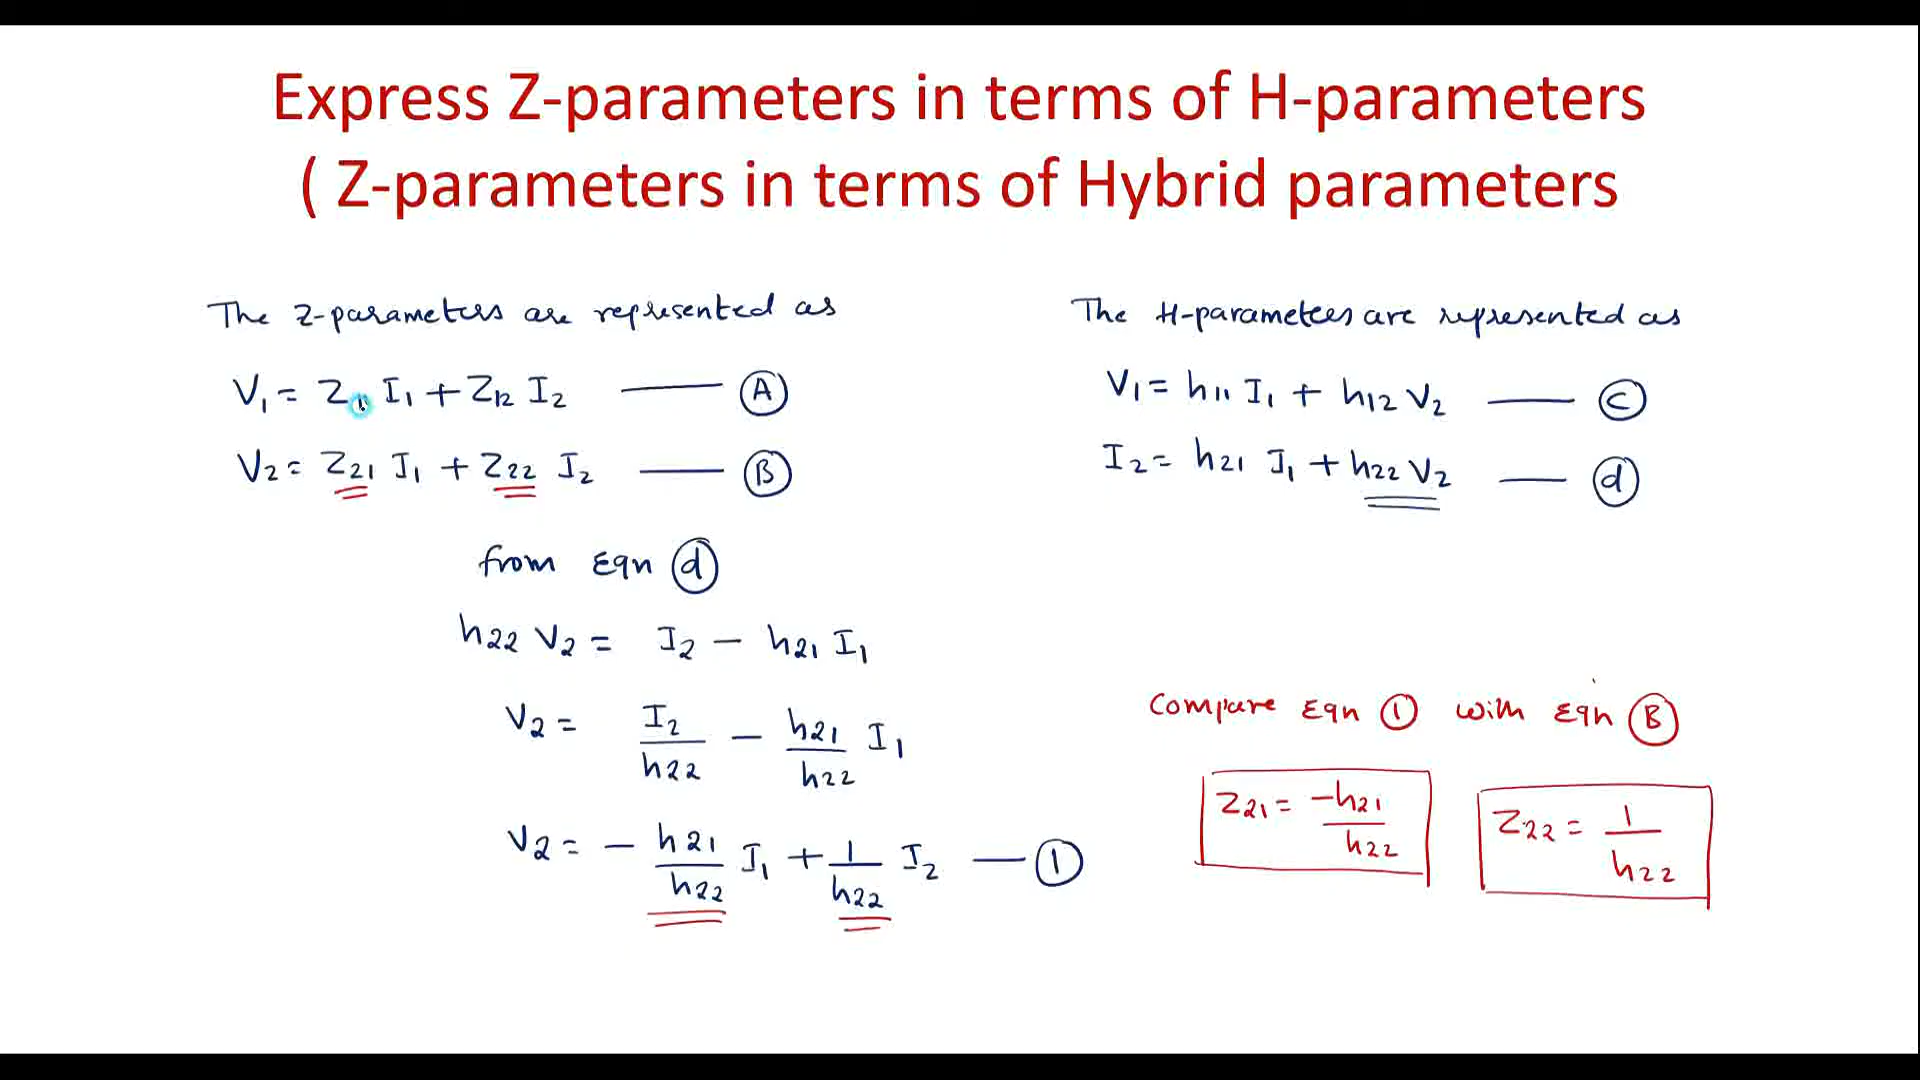 Express Z-parameters in terms of H-parameters
( Z-parameters in terms of Hybrid parameters
The Z-parameters are represented as
V₁ = Z₁₁ I₁ + Z₁₂ I₂ —— (A)
V₂ = Z₂₁ I₁ + Z₂₂ I₂ —— (B)
The H-parameters are represented as
V₁ = h₁₁ I₁ + h₁₂ V₂ —— (c)
I₂ = h₂₁ I₁ + h₂₂ V₂ —— (d)
from Eqn (d)
h₂₂ V₂ = I₂ - h₂₁ I₁
V₂ = I₂/h₂₂ - h₂₁/h₂₂ I₁
V₂ = - h₂₁/h₂₂ I₁ + 1/h₂₂ I₂ —— (1)
Compare Eqn (1) with Eqn (B)
Z₂₁ = -h₂₁/h₂₂
Z₂₂ = 1/h₂₂